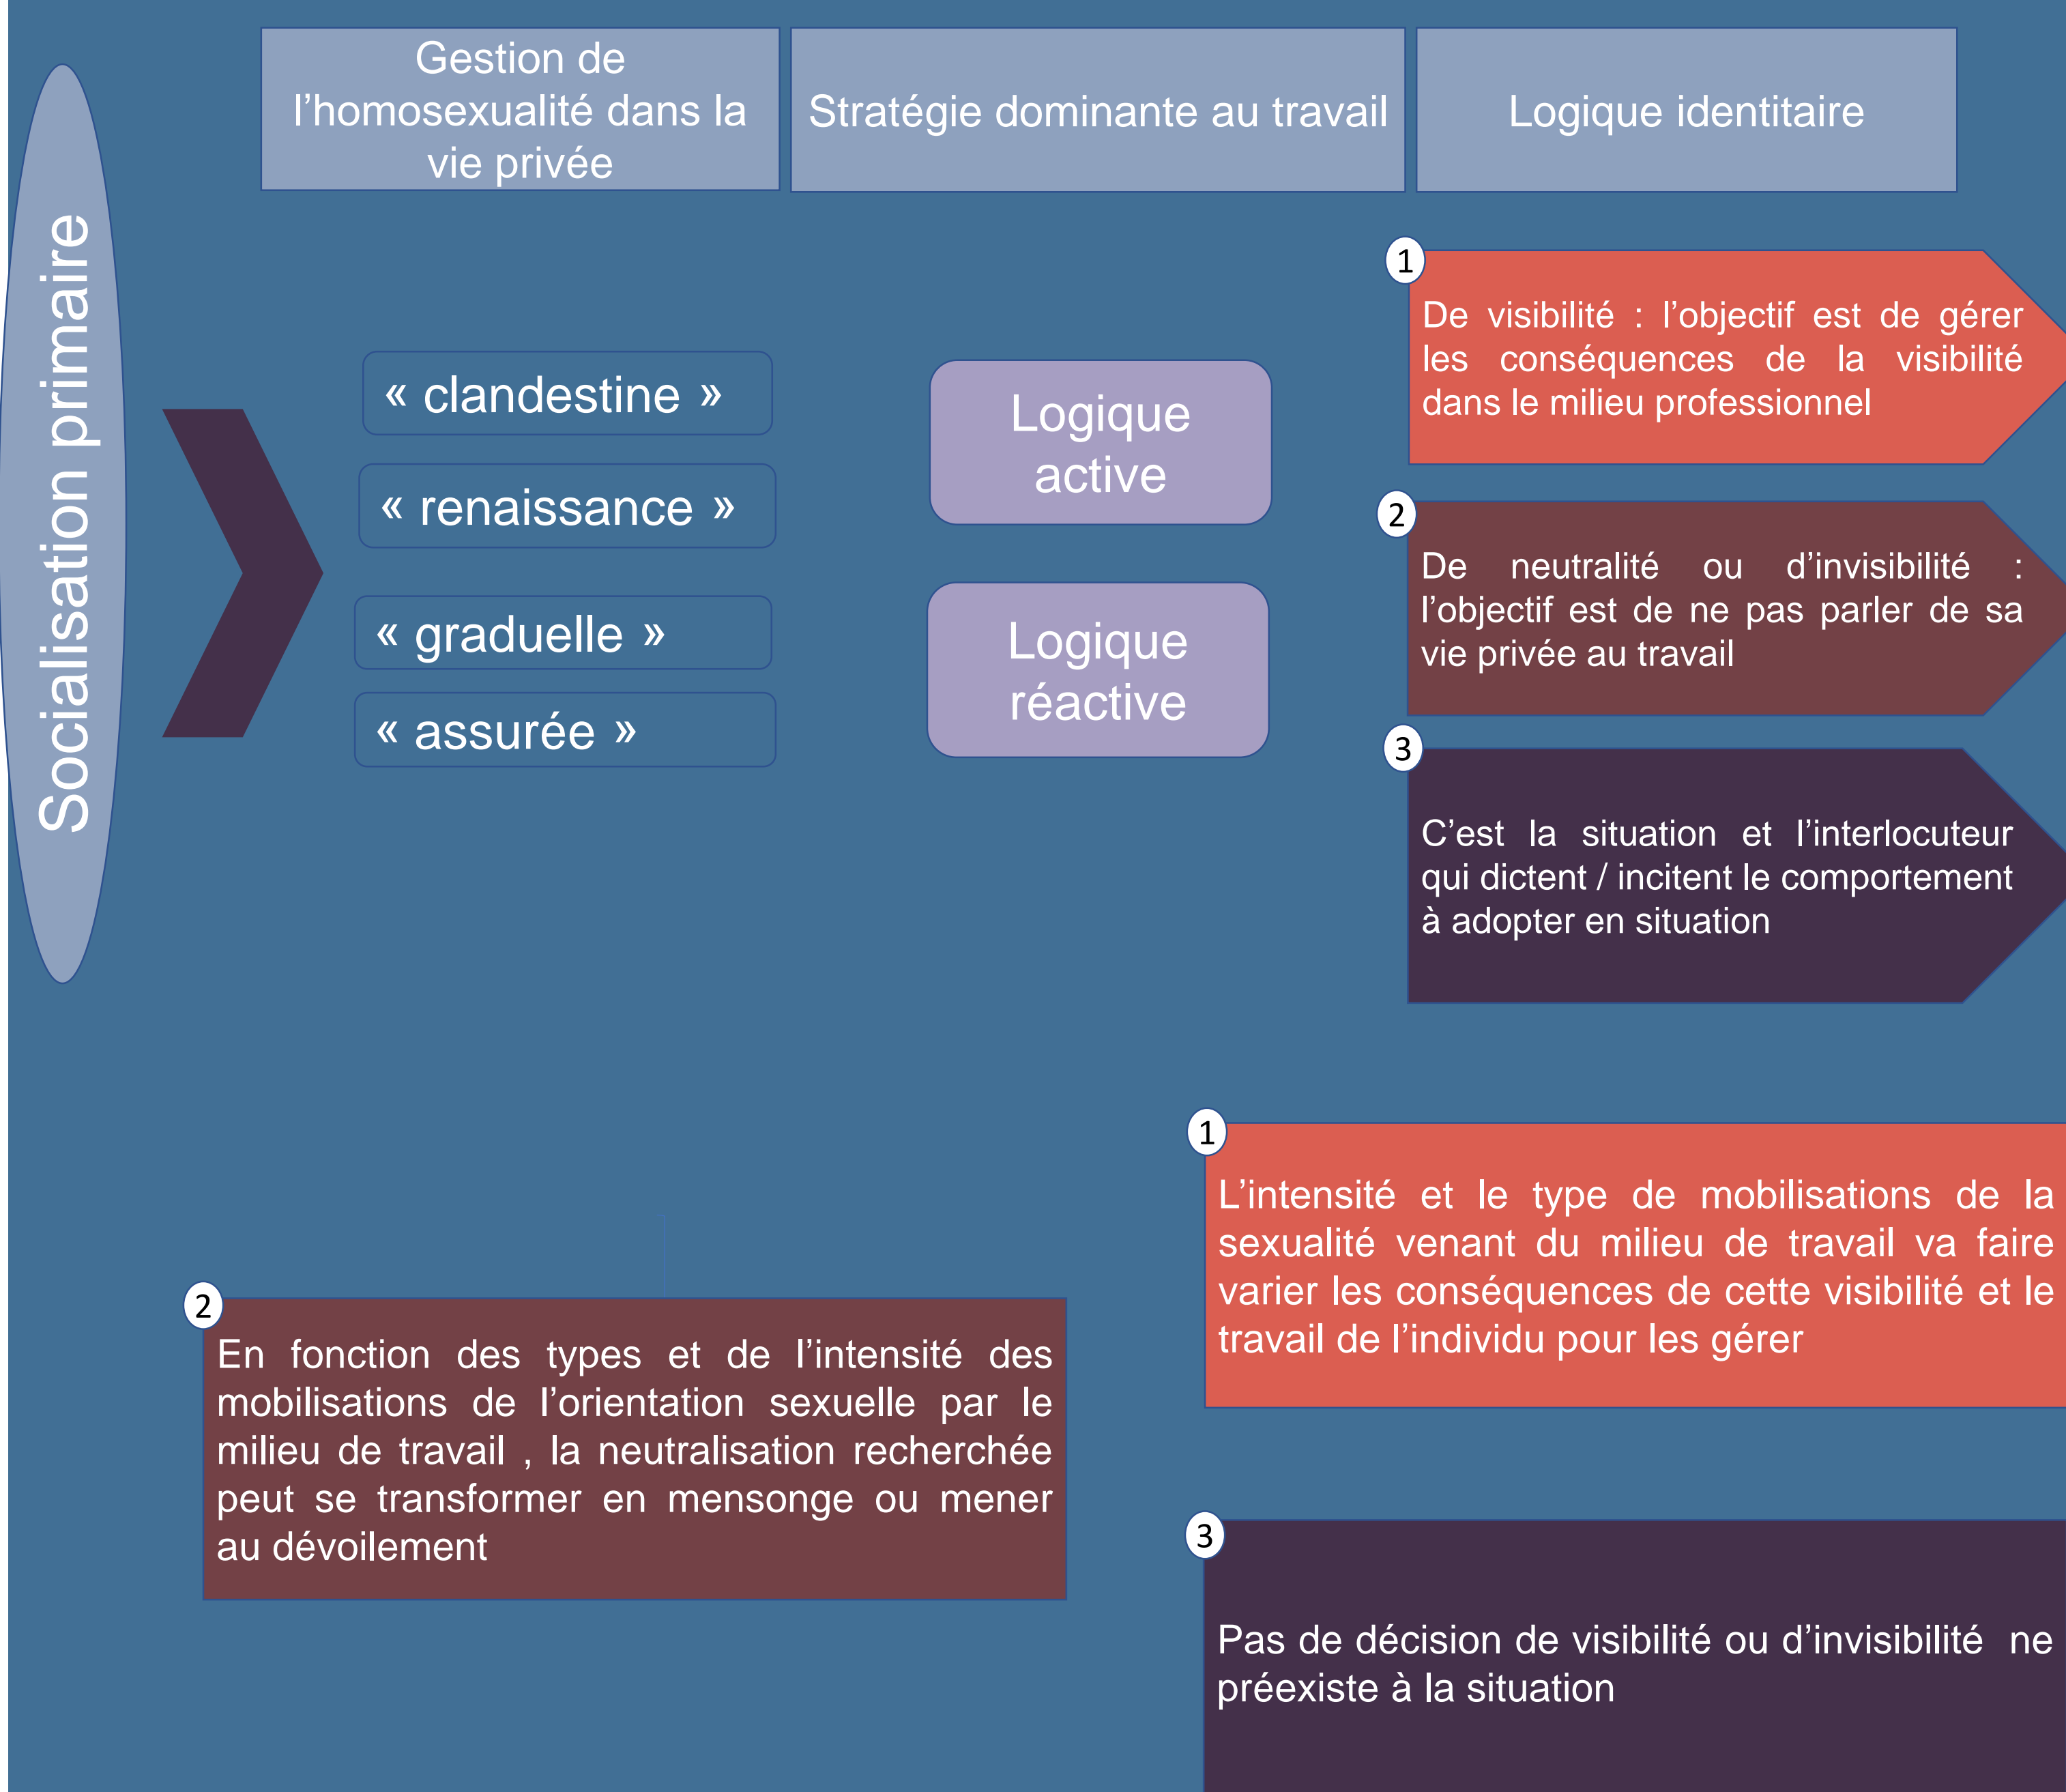 Socialisation primaire
Gestion de
l’homosexualité dans la
vie privée
Stratégie dominante au travail
Logique identitaire
« clandestine »
« renaissance »
« graduelle »
« assurée »
Logique
active
Logique
réactive
1
De visibilité : l’objectif est de gérer
les conséquences de la visibilité
dans le milieu professionnel
2
De neutralité ou d’invisibilité :
l’objectif est de ne pas parler de sa
vie privée au travail
3
C’est la situation et l’interlocuteur
qui dictent / incitent le comportement
à adopter en situation
1
L’intensité et le type de mobilisations de la
sexualité venant du milieu de travail va faire
varier les conséquences de cette visibilité et le
travail de l’individu pour les gérer
2
En fonction des types et de l’intensité des
mobilisations de l’orientation sexuelle par le
milieu de travail , la neutralisation recherchée
peut se transformer en mensonge ou mener
au dévoilement
3
Pas de décision de visibilité ou d’invisibilité ne
préexiste à la situation